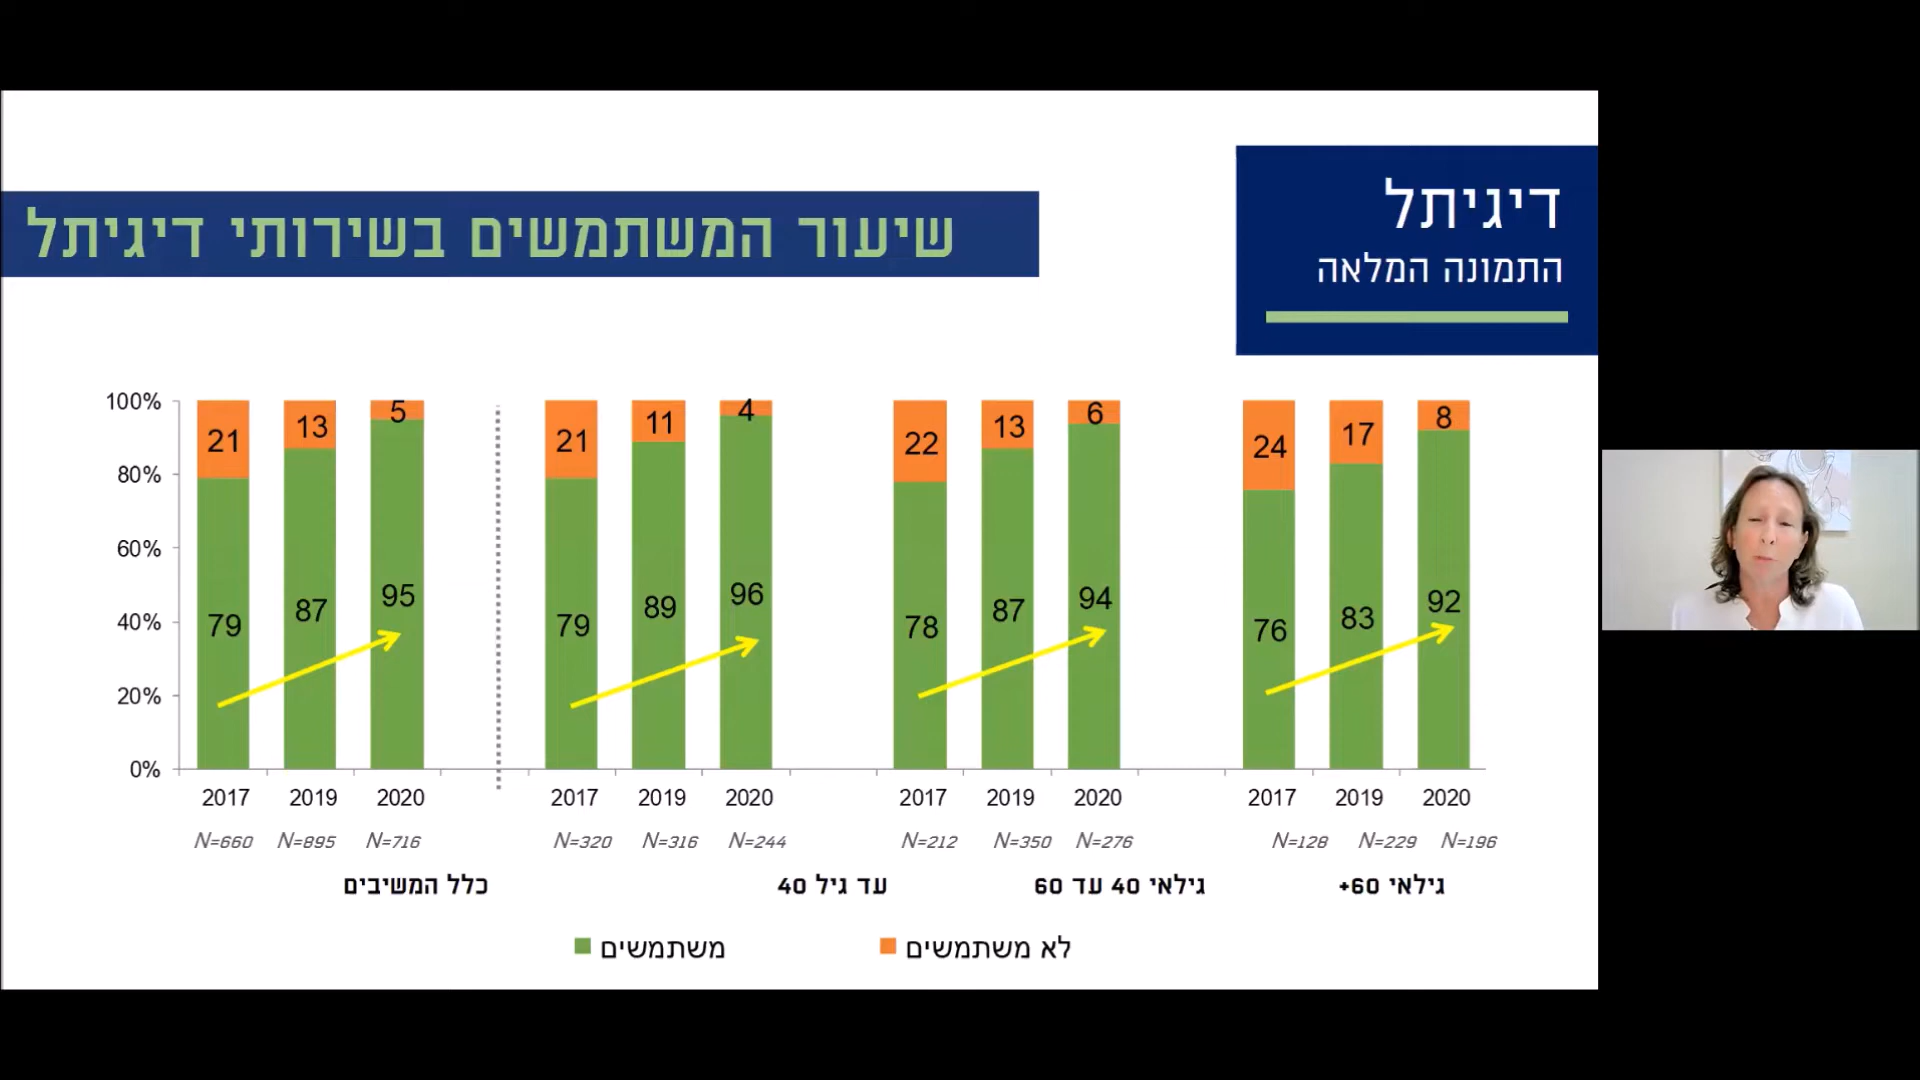 דיגיתל
התמונה המלאה
שיעור המשתמשים בשירותי דיגיתל
100%
80%
60%
40%
20%
0%
21 13 5 21 11 4 22 13 6 24 17 8
79 87 95 79 89 96 78 87 94 76 83 92
2017 2019 2020 2017 2019 2020 2017 2019 2020 2017 2019 2020
N=660 N=895 N=716 N=320 N=316 N=244 N=212 N=350 N=276 N=128 N=229 N=196
כלל המשיבים
עד גיל 40
גילאי 40 עד 60
גילאי 60+
משתמשים
לא משתמשים